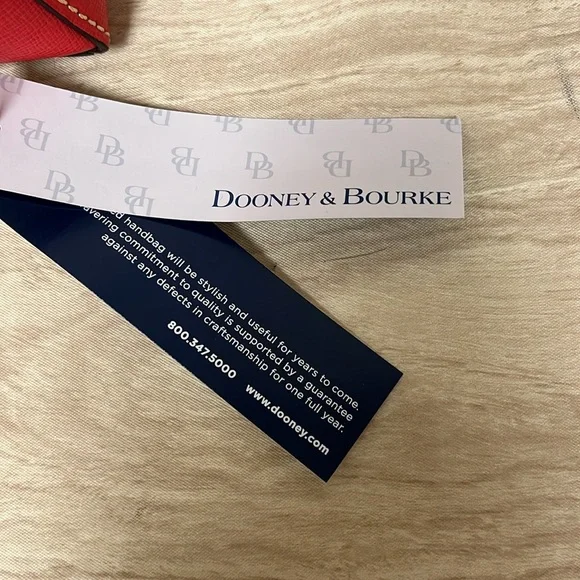 DOONEY & BOURKE
handbag will be stylish and useful for years to come.
commitment to quality is supported by a guarantee
against any defects in craftsmanship for one full year.
800.347.5000 www.dooney.com